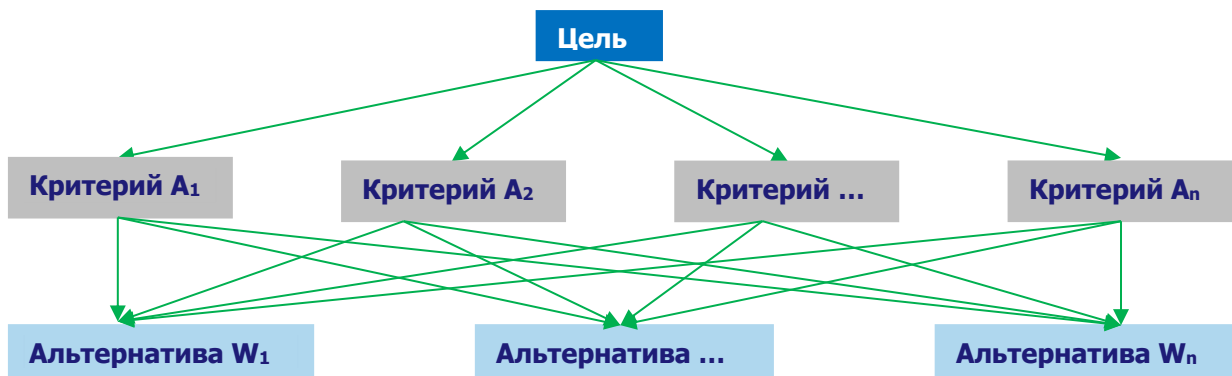 Цель
Критерий A₁
Критерий A₂
Критерий ...
Критерий Aₙ
Альтернатива W₁
Альтернатива ...
Альтернатива Wₙ